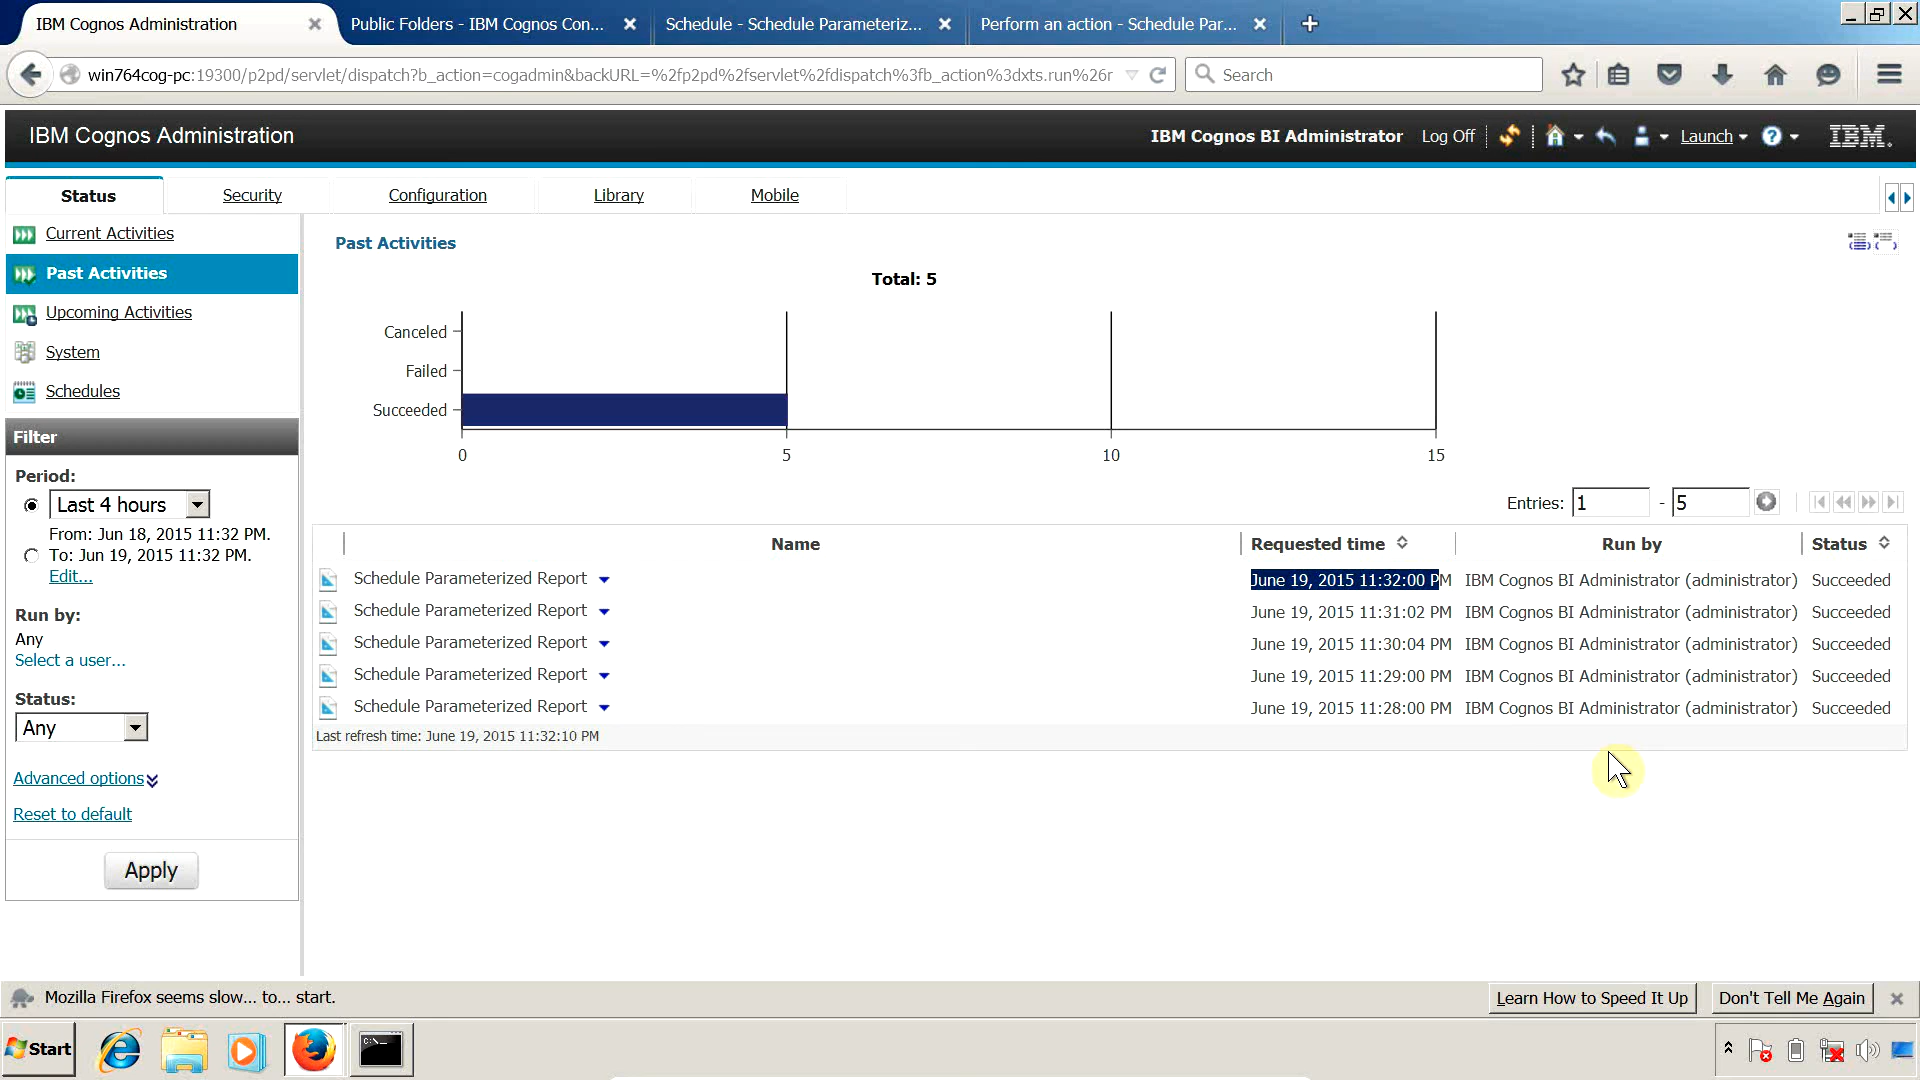 IBM Cognos Administration
Public Folders - IBM Cognos Con...
Schedule - Schedule Parameteriz...
Perform an action - Schedule Par...
win764cog-pc:19300/p2pd/servlet/dispatch?b_action=cogadmin&backURL=%2fp2pd%2fservlet%2fdispatch%3fb_action%3dxts.run%26r
Search
IBM Cognos Administration
IBM Cognos BI Administrator Log Off Launch IBM.
Status Security Configuration Library Mobile
Current Activities
Past Activities
Upcoming Activities
System
Schedules
Filter
Period:
Last 4 hours
From: Jun 18, 2015 11:32 PM.
To: Jun 19, 2015 11:32 PM.
Edit...
Run by:
Any
Select a user...
Status:
Any
Advanced options
Reset to default
Apply
Past Activities
Total: 5
Canceled
Failed
Succeeded
0 5 10 15
Entries: 1 - 5
Name Requested time Run by Status
Schedule Parameterized Report June 19, 2015 11:32:00 PM IBM Cognos BI Administrator (administrator) Succeeded
Schedule Parameterized Report June 19, 2015 11:31:02 PM IBM Cognos BI Administrator (administrator) Succeeded
Schedule Parameterized Report June 19, 2015 11:30:04 PM IBM Cognos BI Administrator (administrator) Succeeded
Schedule Parameterized Report June 19, 2015 11:29:00 PM IBM Cognos BI Administrator (administrator) Succeeded
Schedule Parameterized Report June 19, 2015 11:28:00 PM IBM Cognos BI Administrator (administrator) Succeeded
Last refresh time: June 19, 2015 11:32:10 PM
Mozilla Firefox seems slow... to... start.
Learn How to Speed It Up
Don't Tell Me Again
Start
C:\_